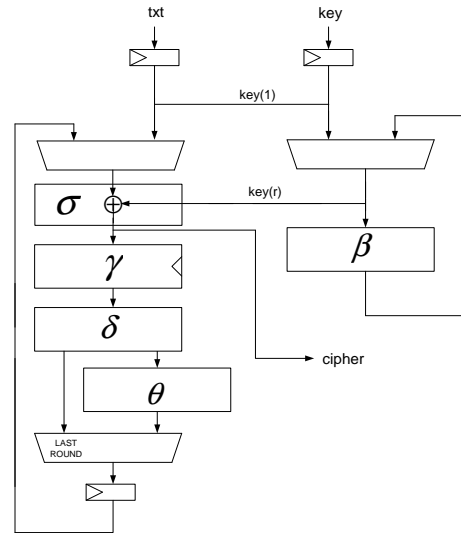 txt
key
key(1)
σ
key(r)
γ
β
δ
cipher
θ
LAST
ROUND